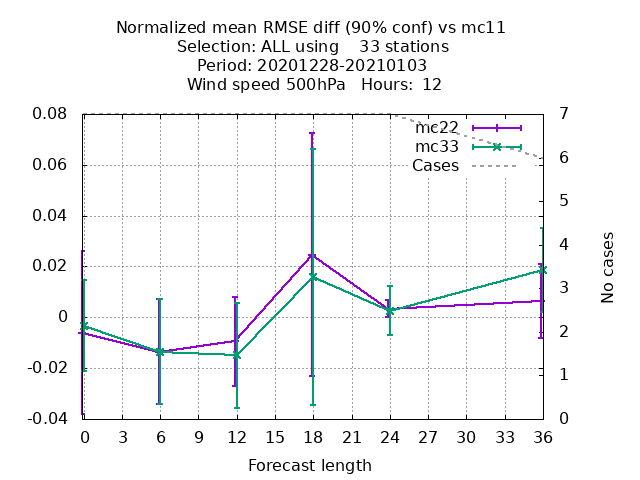 Normalized mean RMSE diff (90% conf) vs mc11
Selection: ALL using    33 stations
Period: 20201228-20210103
Wind speed 500hPa   Hours:  12
mc22
mc33
Cases
0.08
0.06
0.04
0.02
0
-0.02
-0.04
7
6
5
4
3
2
1
0
No cases
0 3 6 9 12 15 18 21 24 27 30 33 36
Forecast length